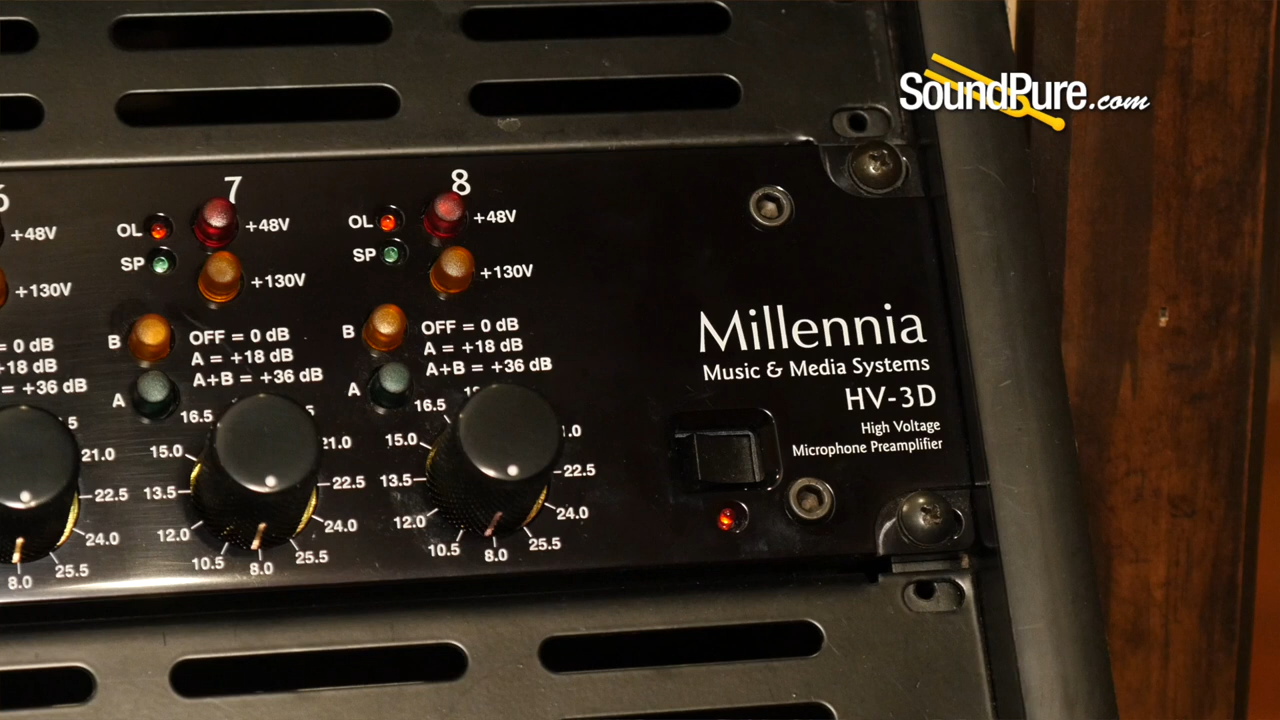 SoundPure.com
7
8
OL
+48V
SP
+130V
B
A
OFF = 0 dB
A = +18 dB
A+B = +36 dB
16.5
15.0
21.0
13.5
22.5
12.0
24.0
10.5
8.0
25.5
OL
+48V
SP
+130V
B
A
OFF = 0 dB
A = +18 dB
A+B = +36 dB
16.5
15.0
13.5
22.5
12.0
24.0
10.5
8.0
25.5
+48V
+130V
= 0 dB
= +36 dB
21.0
22.5
24.0
8.0
25.5
Millennia
Music & Media Systems
HV-3D
High Voltage
Microphone Preamplifier